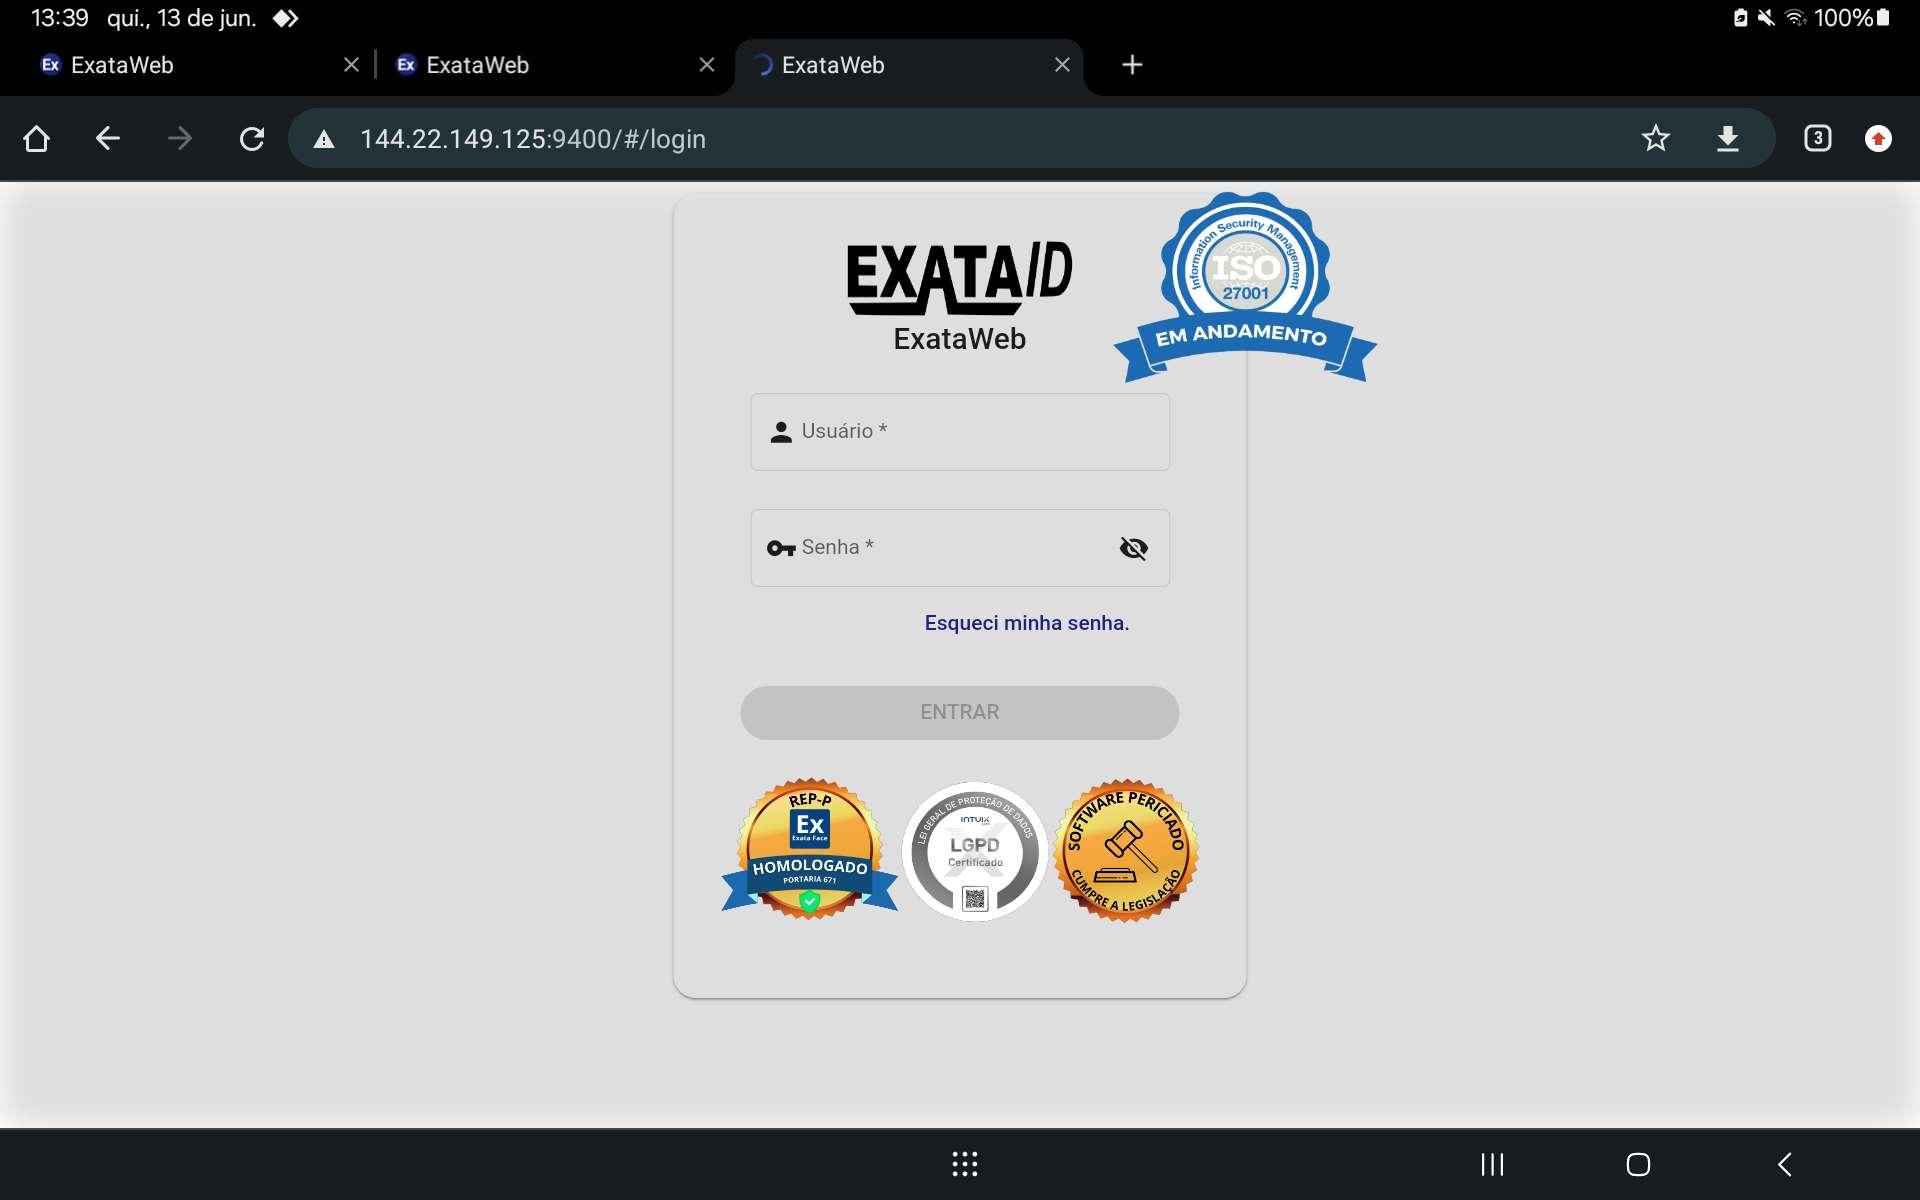 13:39 qui., 13 de jun. 100%
Ex ExataWeb Ex ExataWeb ExataWeb
144.22.149.125:9400/#/login 3
EXATAID
ExataWeb
Information Security Management
ISO
27001
EM ANDAMENTO
Usuário *
Senha *
Esqueci minha senha.
ENTRAR
REP-P
Ex
Exata Face
HOMOLOGADO
PORTARIA 671
LEI GERAL DE PROTEÇÃO DE DADOS
INTUIX
LGPD
Certificado
SOFTWARE PERICIADO
CUMPRE A LEGISLAÇÃO